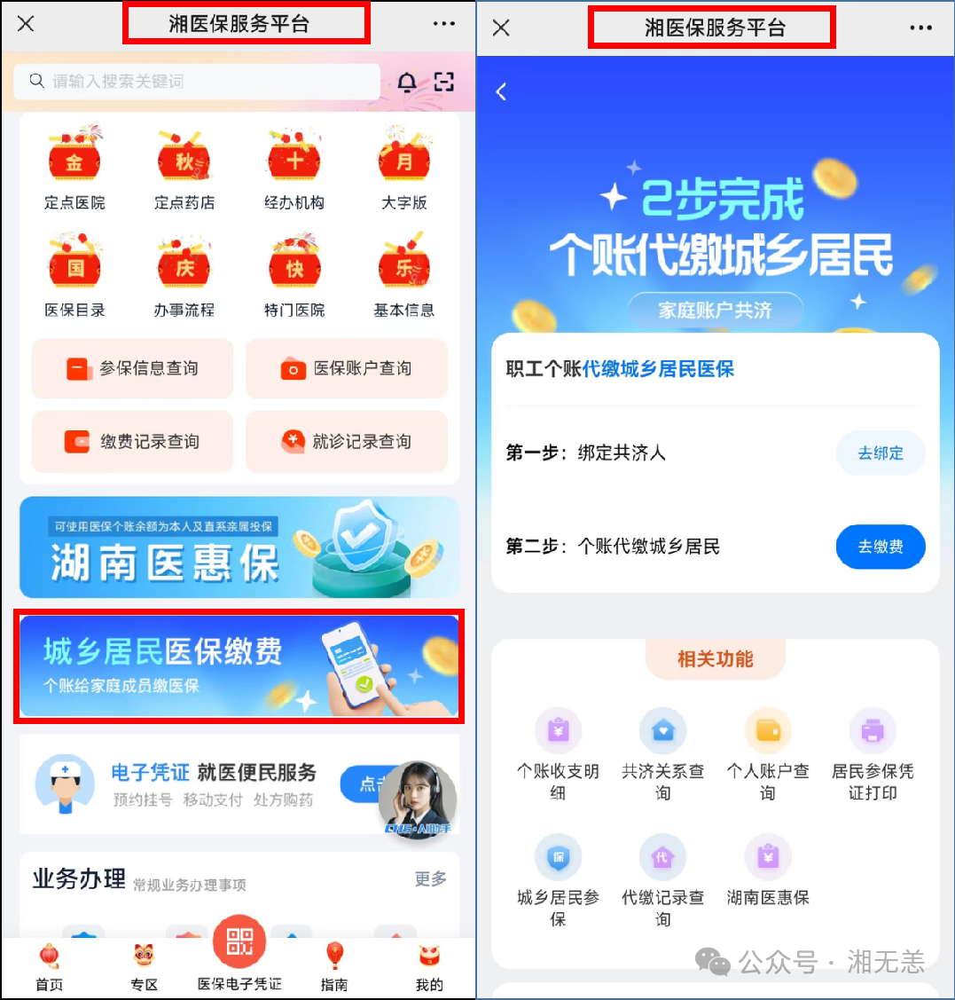 湘医保服务平台
请输入搜索关键词
金
秋
十
月
定点医院
定点药店
经办机构
大字版
国
庆
快
乐
医保目录
办事流程
特门医院
基本信息
参保信息查询
医保账户查询
缴费记录查询
就诊记录查询
可使用医保个账余额为本人及直系亲属投保
湖南医惠保
城乡居民医保缴费
个账给家庭成员缴医保
电子凭证 就医便民服务
预约挂号 移动支付 处方购药
点击
CHS·AI助手
业务办理 常规业务办理事项
更多
首页
专区
医保电子凭证
指南
我的
湘医保服务平台
2步完成
个账代缴城乡居民
家庭账户共济
职工个账代缴城乡居民医保
第一步：绑定共济人
去绑定
第二步：个账代缴城乡居民
去缴费
相关功能
个账收支明
细
共济关系查
询
个人账户查
询
居民参保凭
证打印
保
代
城乡居民参
保
代缴记录查
询
湖南医惠保
公众号·湘无恙